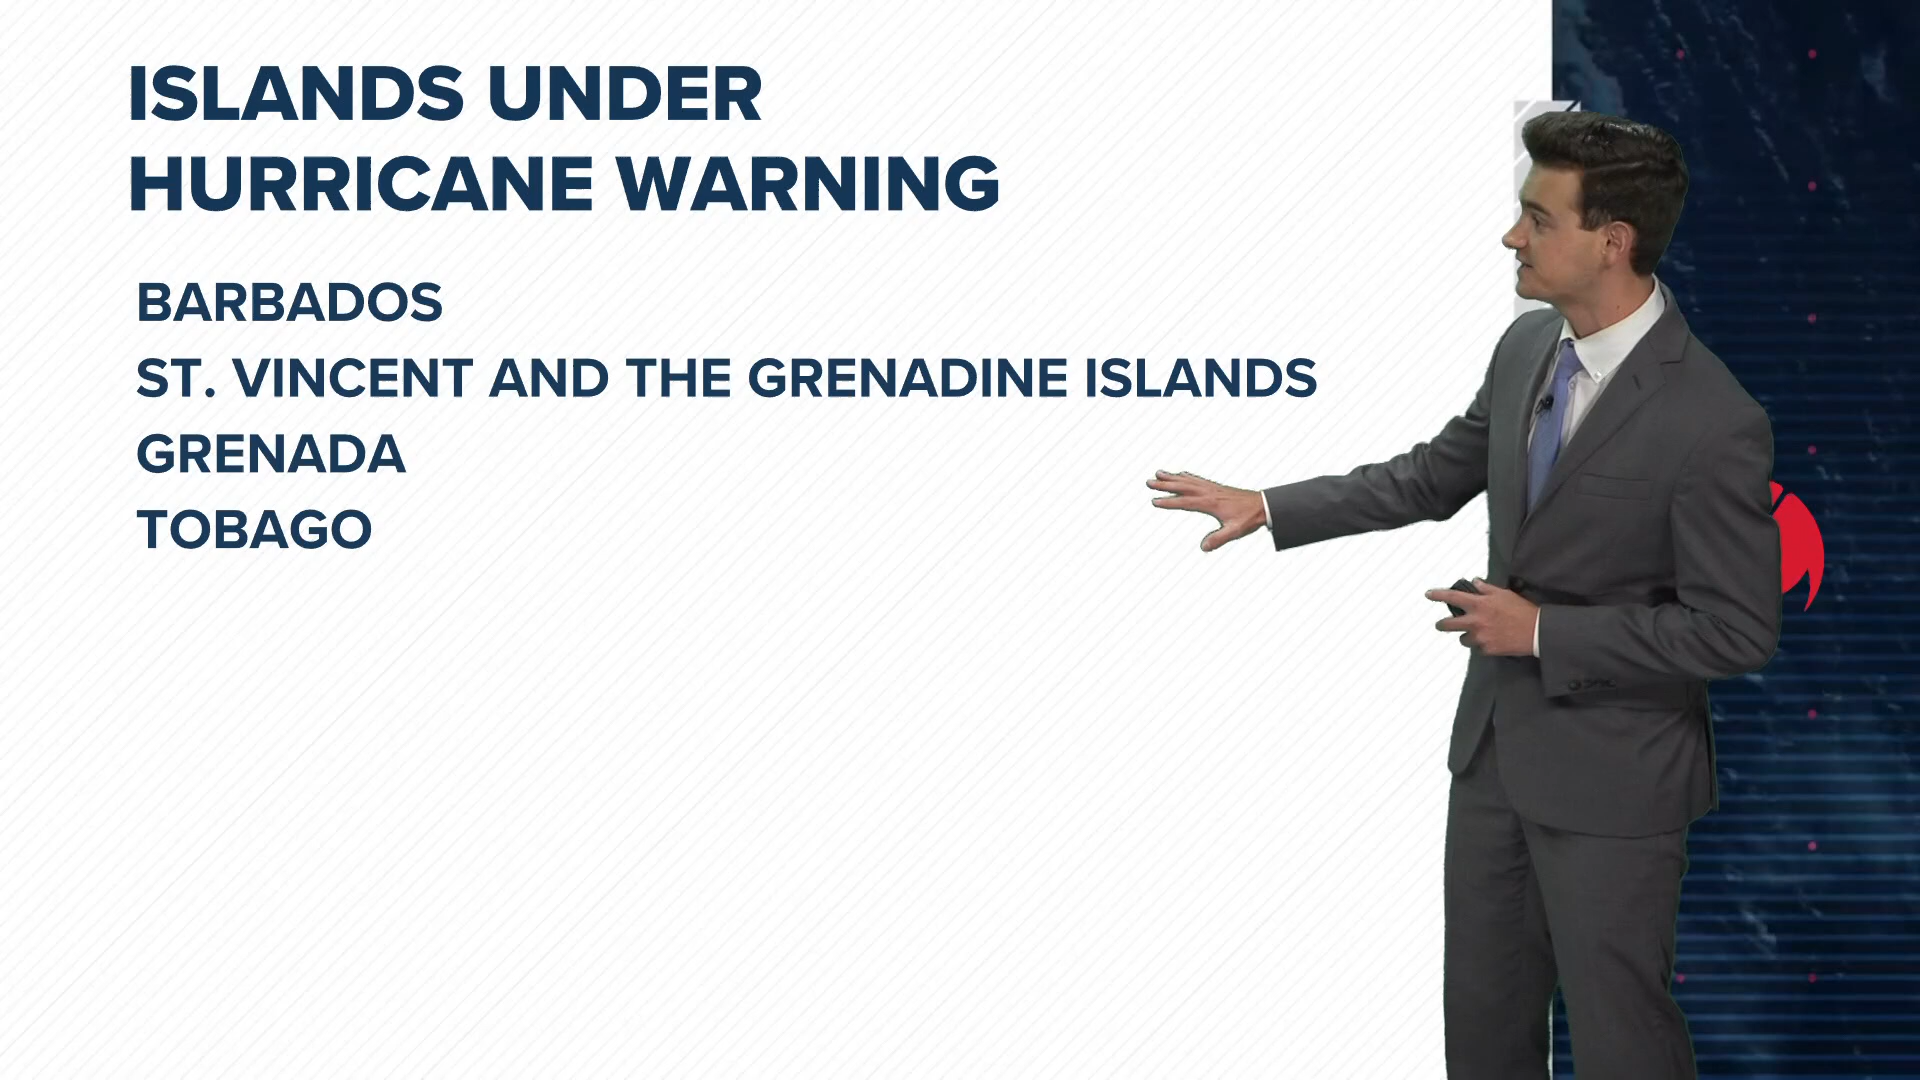 ISLANDS UNDER
HURRICANE WARNING
BARBADOS
ST. VINCENT AND THE GRENADINE ISLANDS
GRENADA
TOBAGO